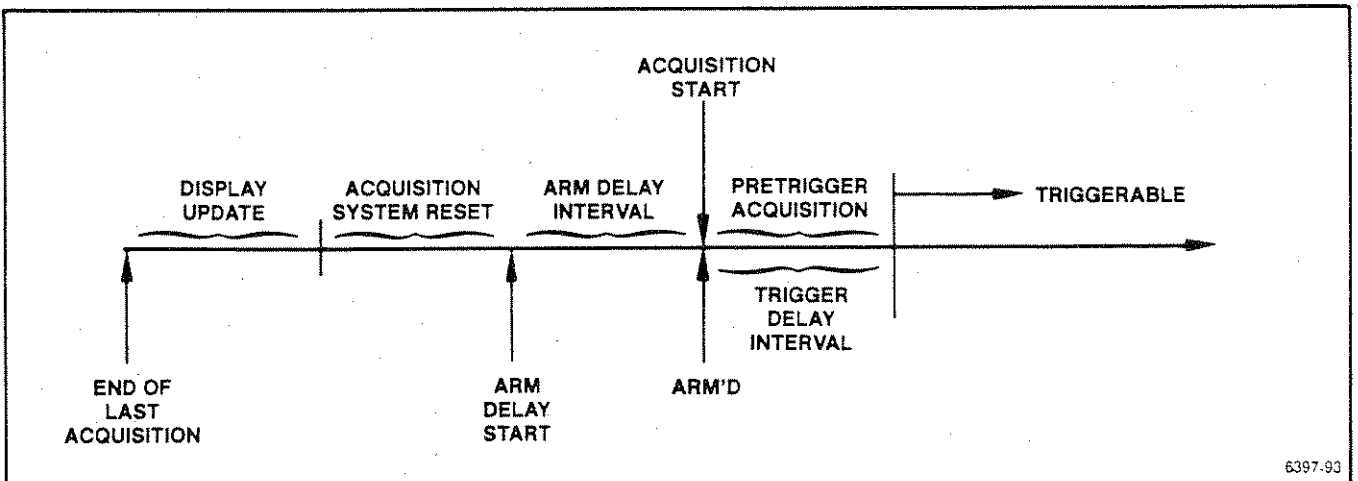 ACQUISITION
START
DISPLAY
UPDATE
ACQUISITION
SYSTEM RESET
ARM DELAY
INTERVAL
PRETRIGGER
ACQUISITION
TRIGGERABLE
TRIGGER
DELAY
INTERVAL
END OF
LAST
ACQUISITION
ARM
DELAY
START
ARM'D
6397-93